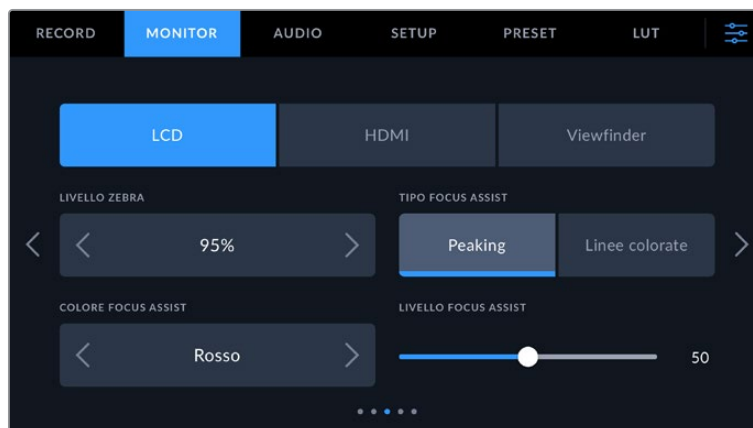 RECORD MONITOR AUDIO SETUP PRESET LUT
LCD HDMI Viewfinder
LIVELLO ZEBRA TIPO FOCUS ASSIST
95% Peaking Linee colorate
COLORE FOCUS ASSIST LIVELLO FOCUS ASSIST
Rosso 50